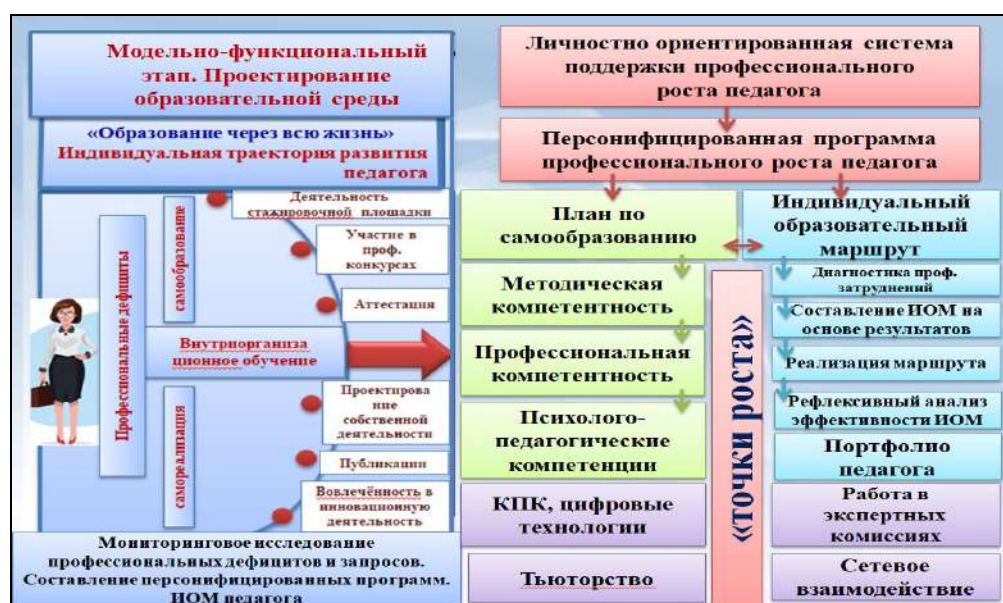 Модельно-функциональный
этап. Проектирование
образовательной среды
«Образование через всю жизнь»
Индивидуальная траектория развития
педагога
Профессиональные дефициты
самообразование
самореализация
Деятельность
стажировочной площадки
Участие в
проф.
конкурсах
Аттестация
Внутриорганиза
ционное обучение
Проектирова
ние
собственной
деятельности
Публикации
Вовлечённость в
инновационную
деятельность
Мониторинговое исследование
профессиональных дефицитов и запросов.
Составление персонифицированных программ.
ИОМ педагога
Личностно ориентированная система
поддержки профессионального
роста педагога
Персонифицированная программа
профессионального роста педагога
План по
самообразованию
Методическая
компетентность
Профессиональная
компетентность
Психолого-
педагогические
компетенции
КПК, цифровые
технологии
Тьюторство
«точки роста»
Индивидуальный
образовательный
маршрут
Диагностика проф.
затруднений
Составление ИОМ на
основе результатов
Реализация маршрута
Рефлективный анализ
эффективности ИОМ
Портфолио
педагога
Работа в
экспертных
комиссиях
Сетевое
взаимодействие